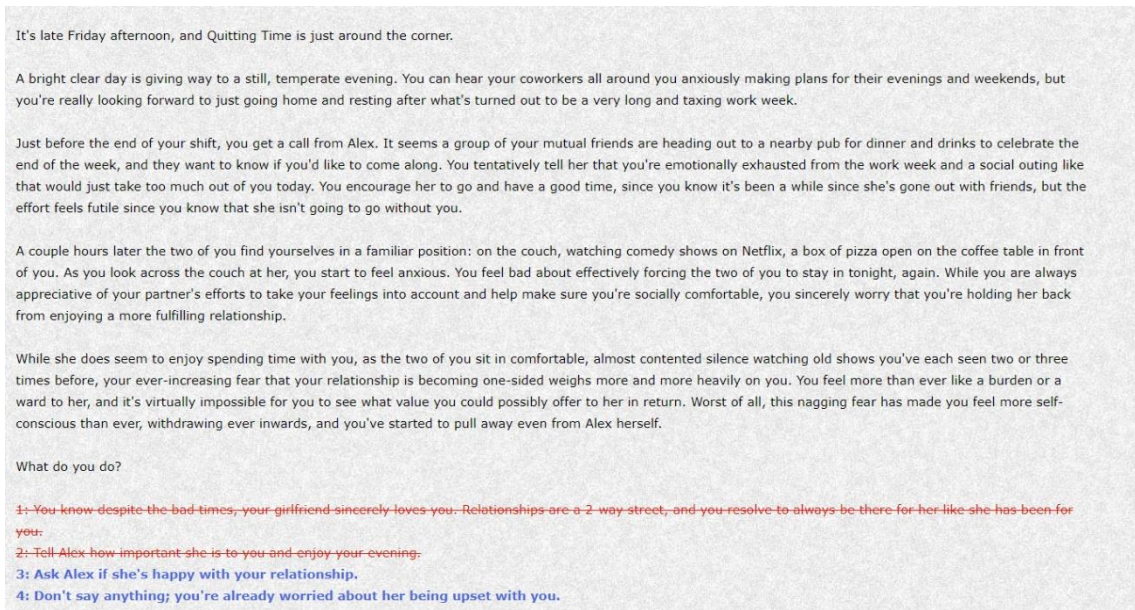 It's late Friday afternoon, and Quitting Time is just around the corner.
A bright clear day is giving way to a still, temperate evening. You can hear your coworkers all around you anxiously making plans for their evenings and weekends, but
you're really looking forward to just going home and resting after what's turned out to be a very long and taxing work week.
Just before the end of your shift, you get a call from Alex. It seems a group of your mutual friends are heading out to a nearby pub for dinner and drinks to celebrate the
end of the week, and they want to know if you'd like to come along. You tentatively tell her that you're emotionally exhausted from the work week and a social outing like
that would just take too much out of you today. You encourage her to go and have a good time, since you know it's been a while since she's gone out with friends, but the
effort feels futile since you know that she isn't going to go without you.
A couple hours later the two of you find yourselves in a familiar position: on the couch, watching comedy shows on Netflix, a box of pizza open on the coffee table in front
of you. As you look across the couch at her, you start to feel anxious. You feel bad about effectively forcing the two of you to stay in tonight, again. While you are always
appreciative of your partner's efforts to take your feelings into account and help make sure you're socially comfortable, you sincerely worry that you're holding her back
from enjoying a more fulfilling relationship.
While she does seem to enjoy spending time with you, as the two of you sit in comfortable, almost contented silence watching old shows you've each seen two or three
times before, your ever-increasing fear that your relationship is becoming one-sided weighs more and more heavily on you. You feel more than ever like a burden or a
ward to her, and it's virtually impossible for you to see what value you could possibly offer to her in return. Worst of all, this nagging fear has made you feel more self-
conscious than ever, withdrawing ever inwards, and you've started to pull away even from Alex herself.
What do you do?
1: You know despite the bad times, your girlfriend sincerely loves you. Relationships are a 2 way street, and you resolve to always be there for her like she has been for
you.
2: Tell Alex how important she is to you and enjoy your evening.
3: Ask Alex if she's happy with your relationship.
4: Don't say anything; you're already worried about her being upset with you.